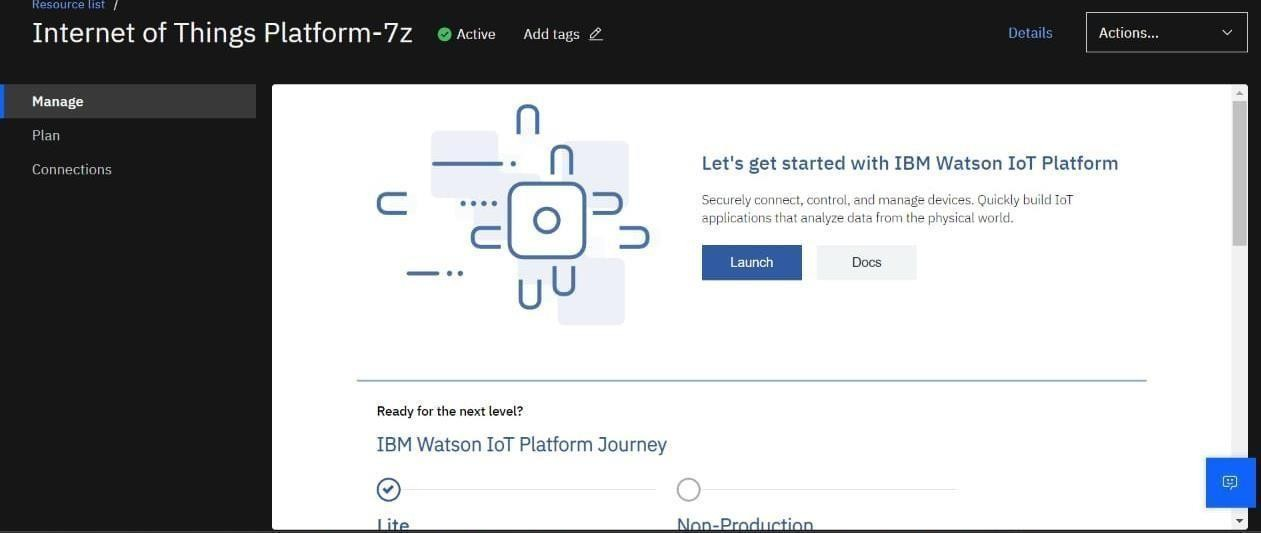 Resource list /
Internet of Things Platform-7z
Active
Add tags
Details
Actions...
Manage
Plan
Connections
Let's get started with IBM Watson IoT Platform
Securely connect, control, and manage devices. Quickly build IoT
applications that analyze data from the physical world.
Launch
Docs
Ready for the next level?
IBM Watson IoT Platform Journey
Lite
Non-Production